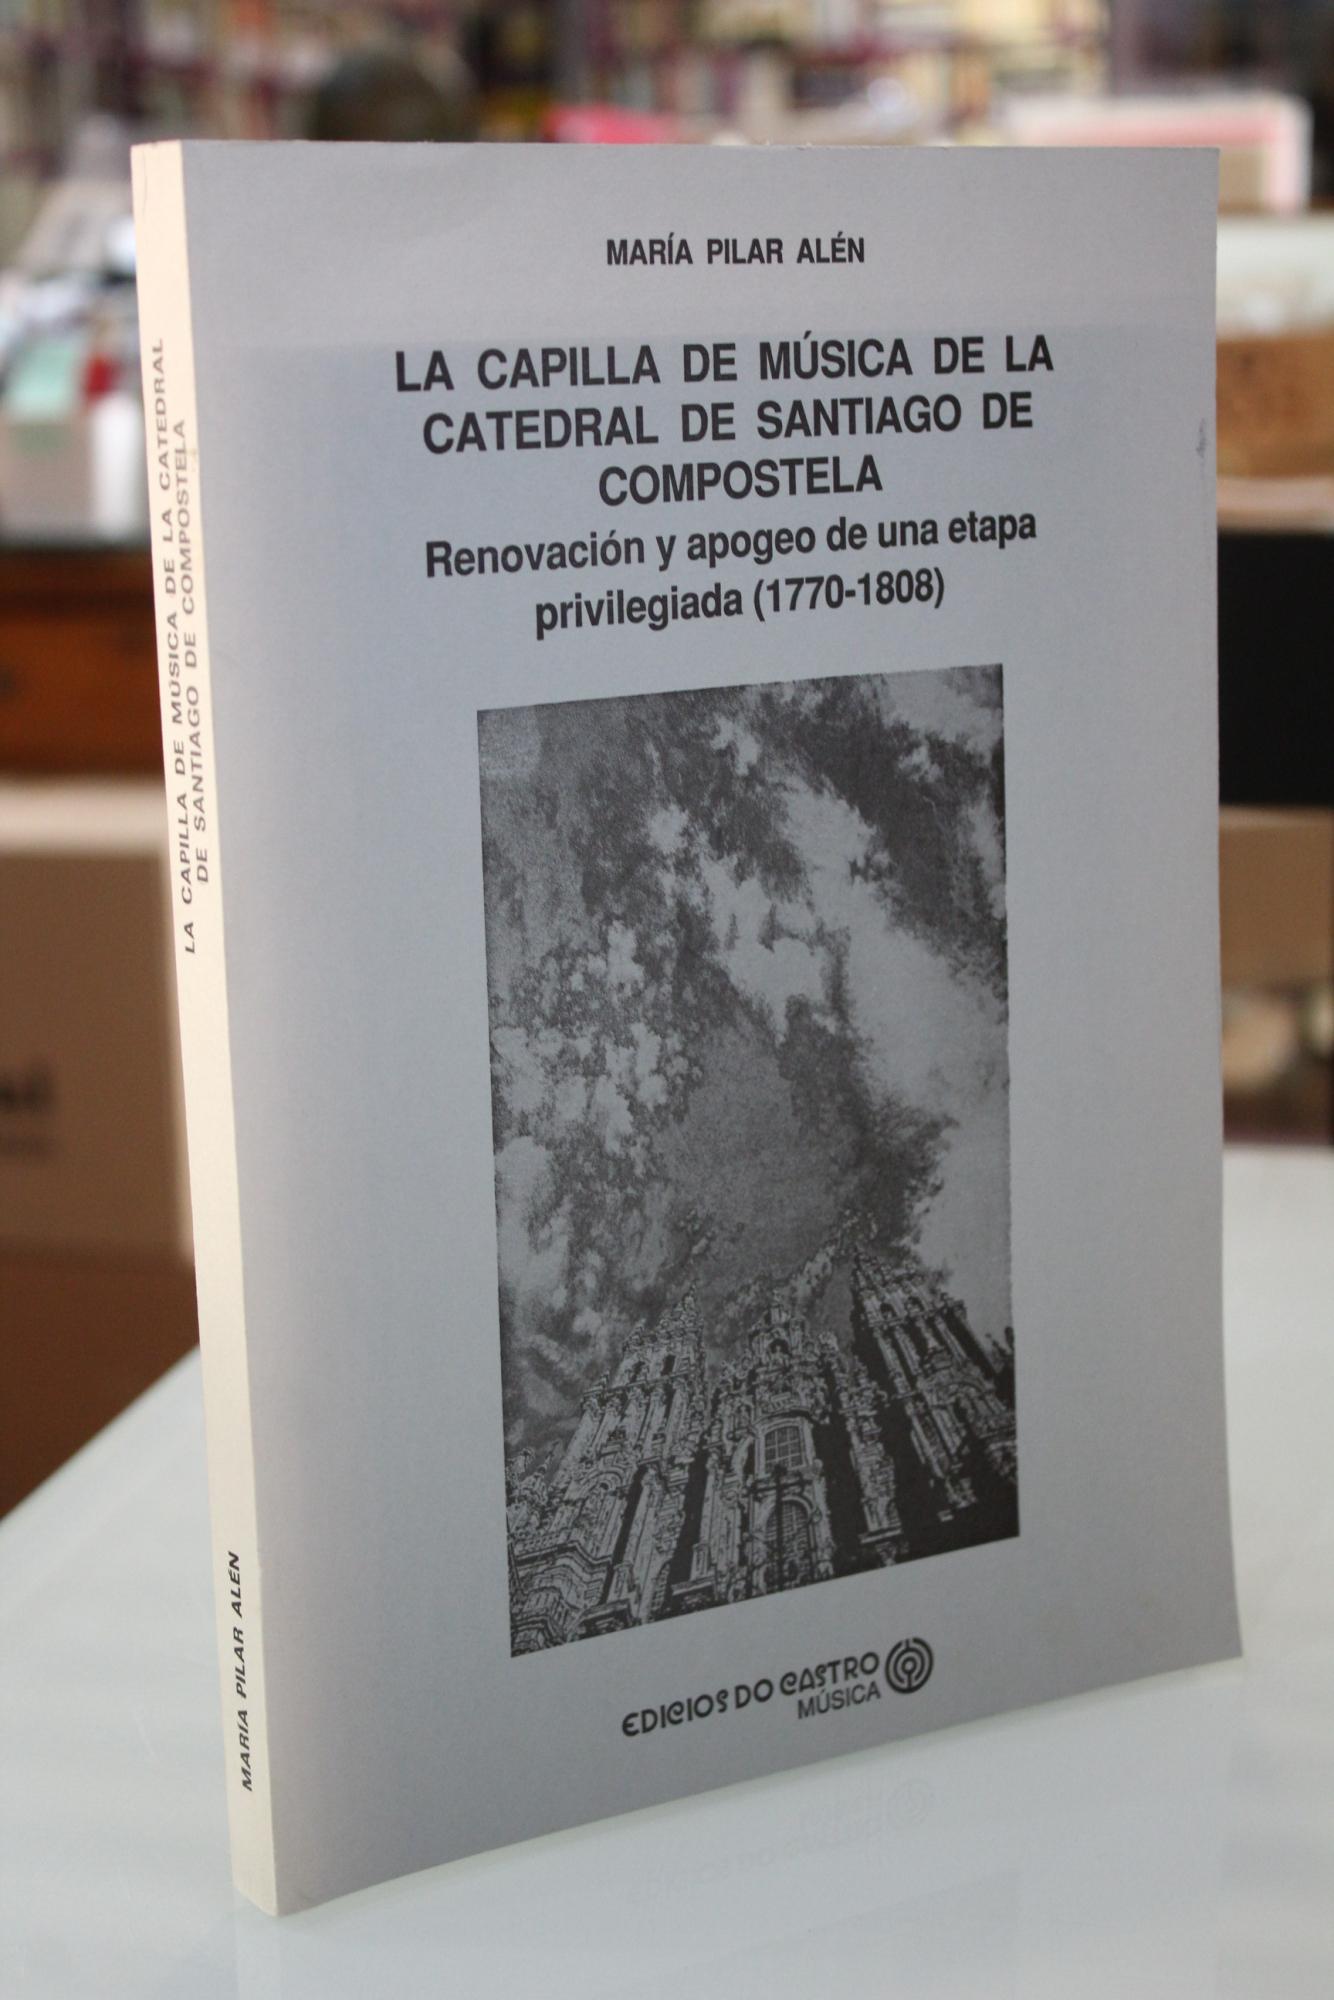 MARÍA PILAR ALÉN
LA CAPILLA DE MÚSICA DE LA
CATEDRAL DE SANTIAGO DE
COMPOSTELA
Renovación y apogeo de una etapa
privilegiada (1770-1808)
EDICIOS DO CASTRO
MÚSICA
LA CAPILLA DE MÚSICA DE LA CATEDRAL
DE SANTIAGO DE COMPOSTELA
MARÍA PILAR ALÉN